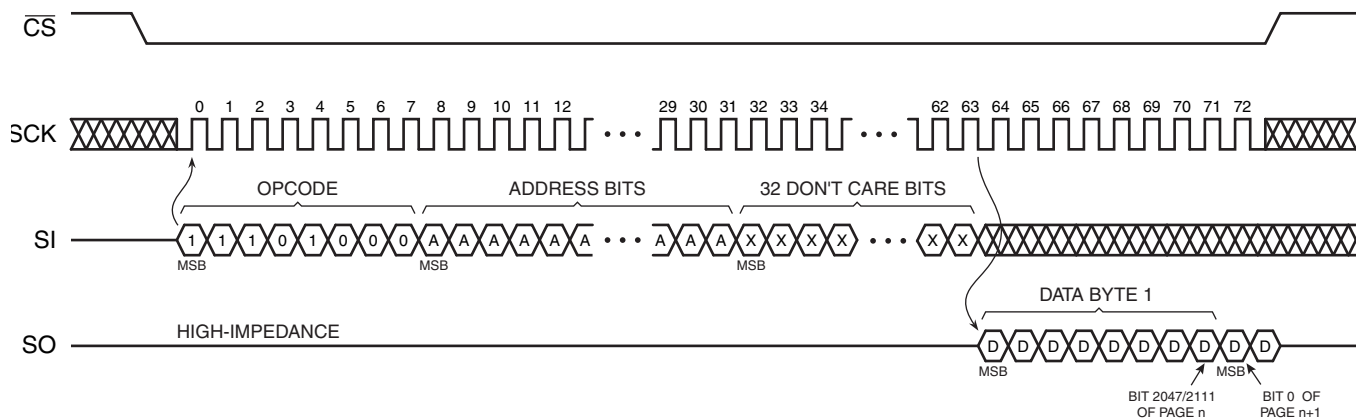 CS
0 1 2 3 4 5 6 7 8 9 10 11 12 29 30 31 32 33 34 62 63 64 65 66 67 68 69 70 71 72
SCK
OPCODE ADDRESS BITS 32 DON'T CARE BITS
SI 1 1 1 0 1 0 0 0 A A A A A A A A A X X X X X X
MSB MSB MSB
DATA BYTE 1
HIGH-IMPEDANCE
SO D D D D D D D D D D
MSB MSB
BIT 2047/2111 BIT 0 OF
OF PAGE n PAGE n+1